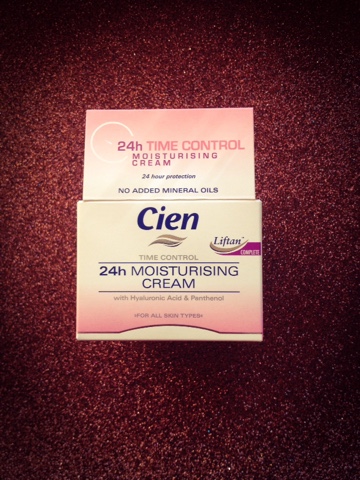 24h TIME CONTROL
MOISTURISING
CREAM
24 hour protection
NO ADDED MINERAL OILS
Cien
Liftan™
COMPLETE
TIME CONTROL
24h MOISTURISING
CREAM
with Hyaluronic Acid & Panthenol
•FOR ALL SKIN TYPES•